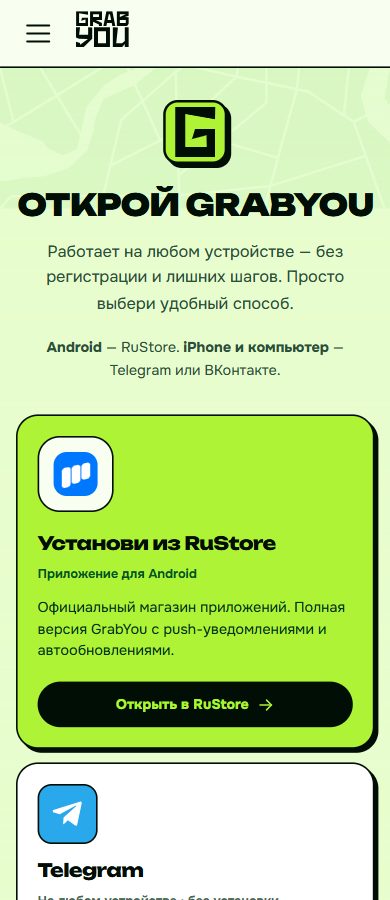 GRAB
YOU
G
ОТКРОЙ GRABYOU
Работает на любом устройстве — без
регистрации и лишних шагов. Просто
выбери удобный способ.
Android — RuStore. iPhone и компьютер —
Telegram или ВКонтакте.
Установи из RuStore
Приложение для Android
Официальный магазин приложений. Полная
версия GrabYou с push-уведомлениями и
автообновлениями.
Открыть в RuStore →
Telegram